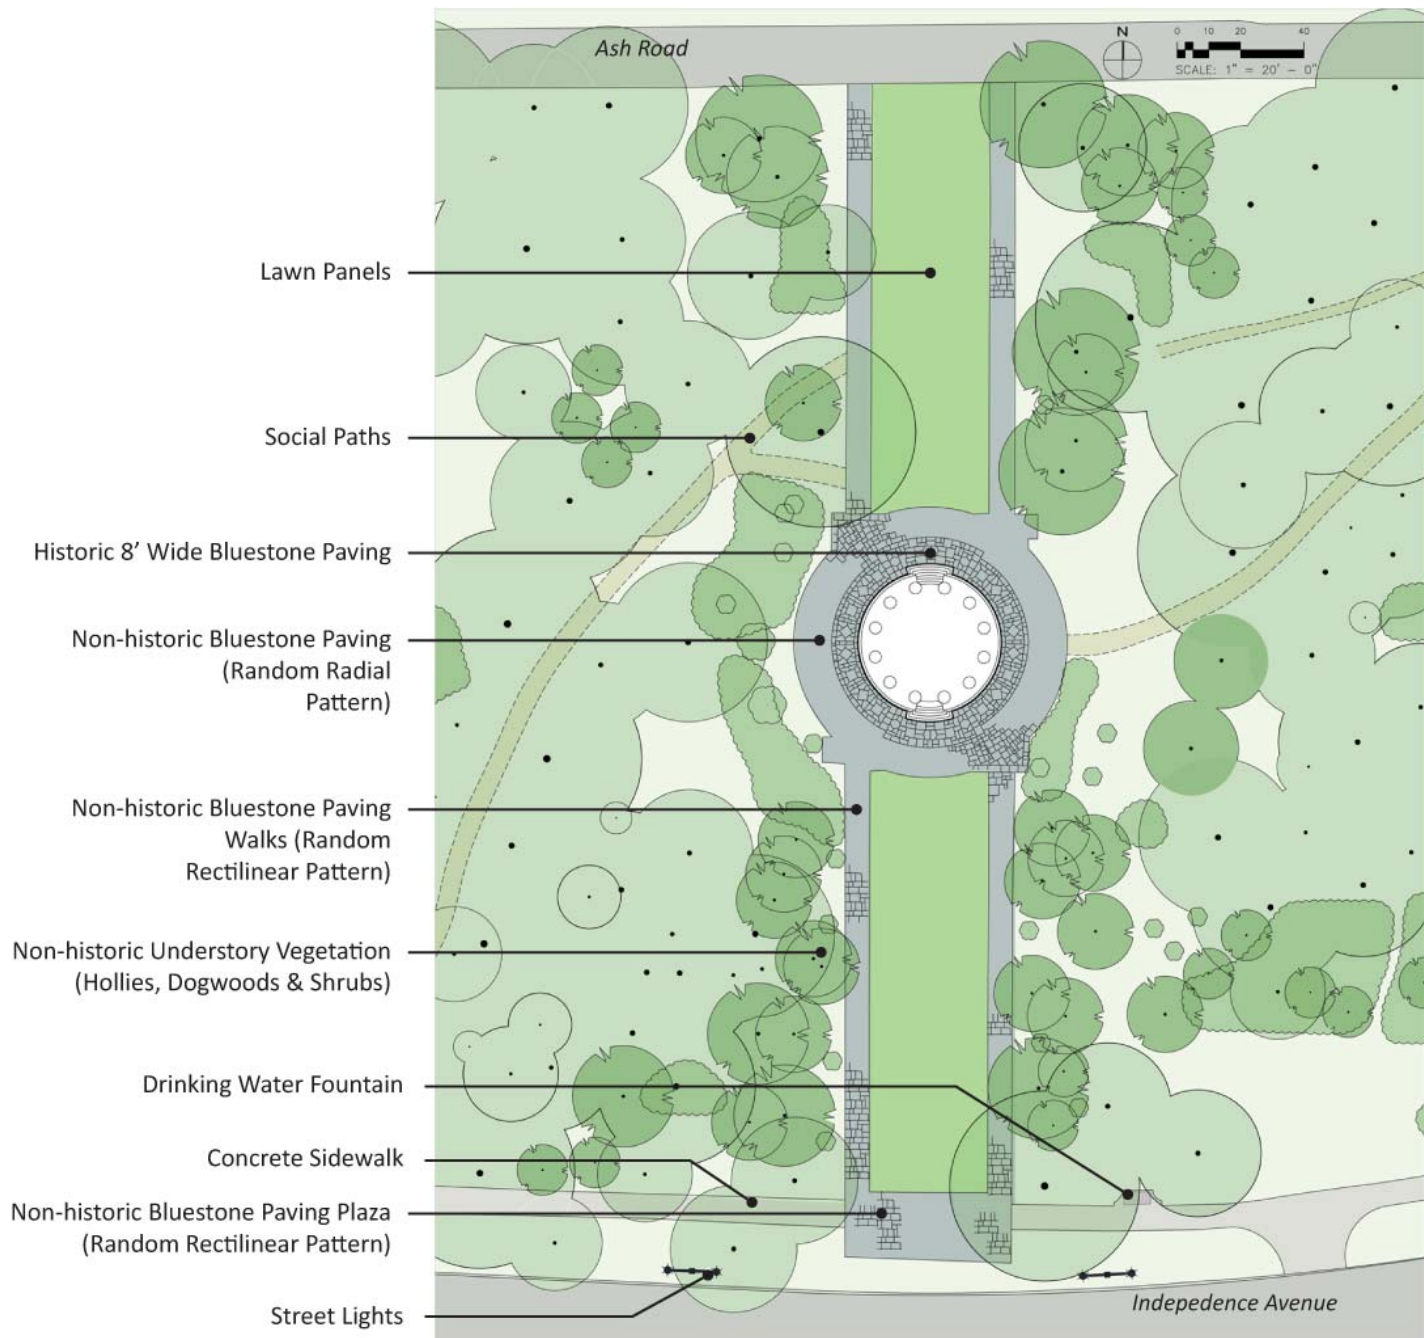 Ash Road
N
0 10 20 40
SCALE: 1" = 20' - 0"
Lawn Panels
Social Paths
Historic 8' Wide Bluestone Paving
Non-historic Bluestone Paving
(Random Radial
Pattern)
Non-historic Bluestone Paving
Walks (Random
Rectilinear Pattern)
Non-historic Understory Vegetation
(Hollies, Dogwoods & Shrubs)
Drinking Water Fountain
Concrete Sidewalk
Non-historic Bluestone Paving Plaza
(Random Rectilinear Pattern)
Street Lights
Indepedence Avenue